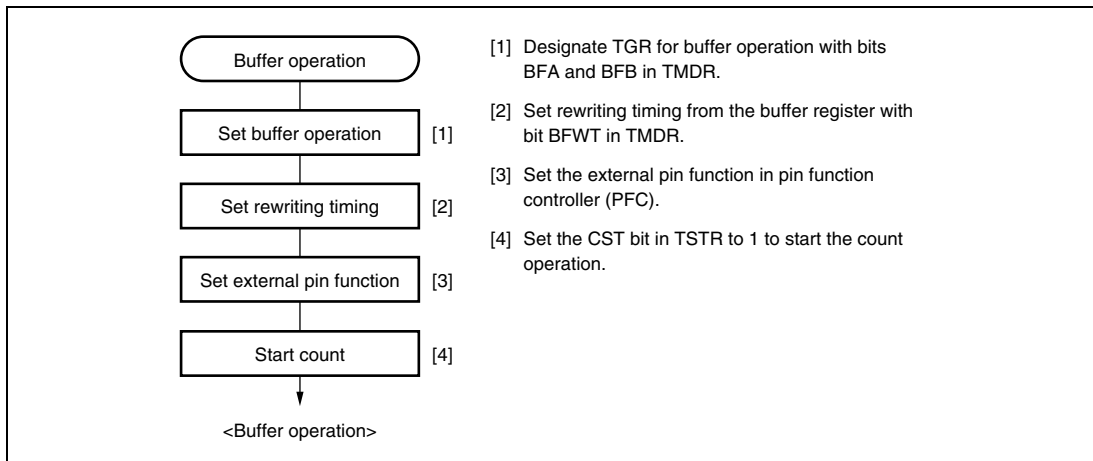 Buffer operation
Set buffer operation [1]
Set rewriting timing [2]
Set external pin function [3]
Start count [4]
<Buffer operation>
[1] Designate TGR for buffer operation with bits
BFA and BFB in TMDR.
[2] Set rewriting timing from the buffer register with
bit BFWT in TMDR.
[3] Set the external pin function in pin function
controller (PFC).
[4] Set the CST bit in TSTR to 1 to start the count
operation.